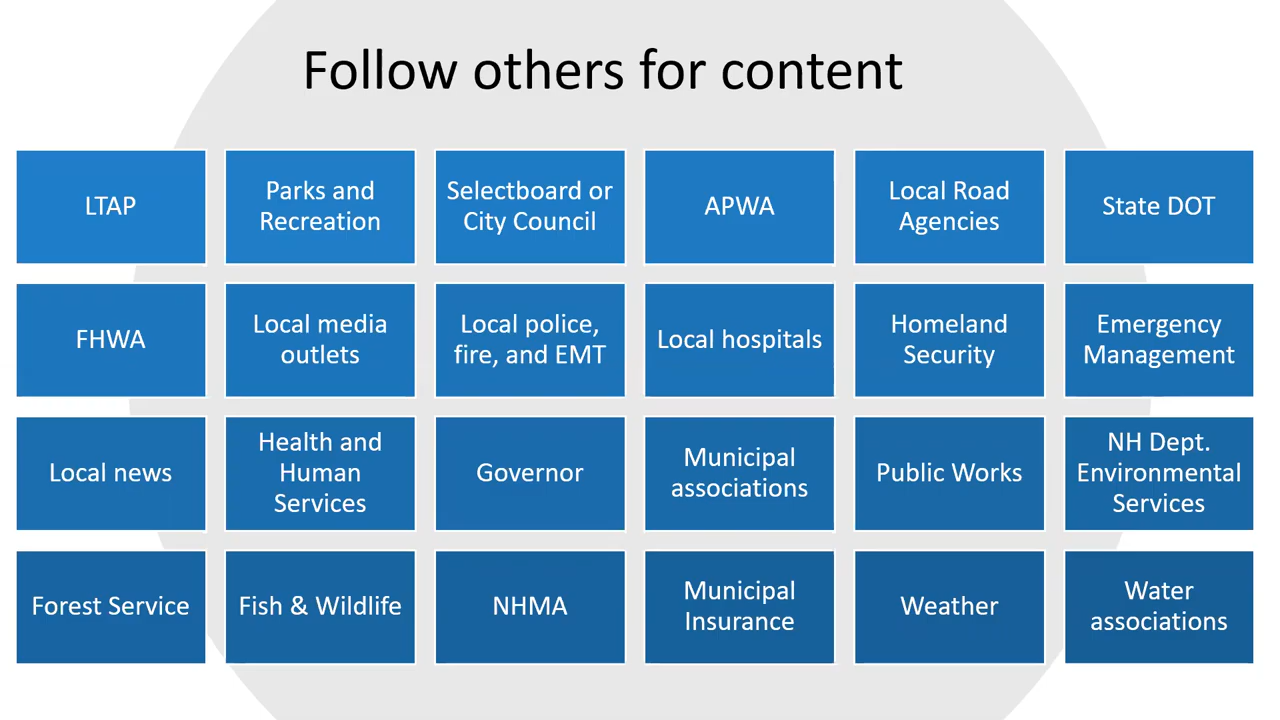 Follow others for content
LTAP
Parks and
Recreation
Selectboard or
City Council
APWA
Local Road
Agencies
State DOT
FHWA
Local media
outlets
Local police,
fire, and EMT
Local hospitals
Homeland
Security
Emergency
Management
Local news
Health and
Human
Services
Governor
Municipal
associations
Public Works
NH Dept.
Environmental
Services
Forest Service
Fish & Wildlife
NHMA
Municipal
Insurance
Weather
Water
associations